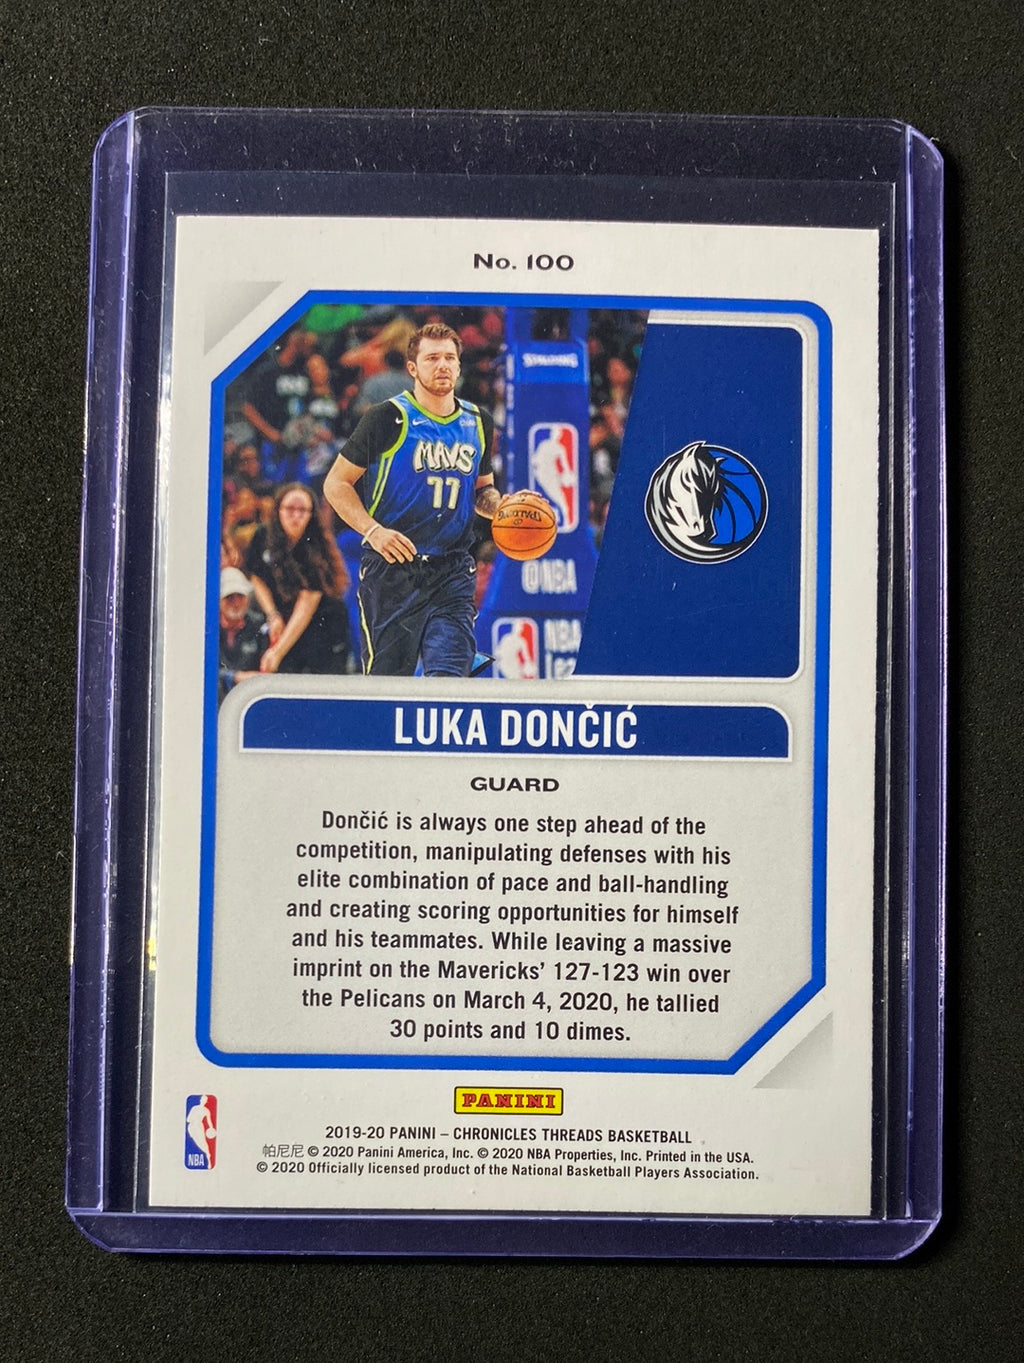 No. 100
SPALDING
MAVS
77
SPALDING
@NBA
NBA
LUKA DONČIĆ
GUARD
Dončić is always one step ahead of the
competition, manipulating defenses with his
elite combination of pace and ball-handling
and creating scoring opportunities for himself
and his teammates. While leaving a massive
imprint on the Mavericks' 127-123 win over
the Pelicans on March 4, 2020, he tallied
30 points and 10 dimes.
PANINI
NBA
2019-20 PANINI – CHRONICLES THREADS BASKETBALL
帕尼尼 © 2020 Panini America, Inc. © 2020 NBA Properties, Inc. Printed in the USA.
© 2020 Officially licensed product of the National Basketball Players Association.